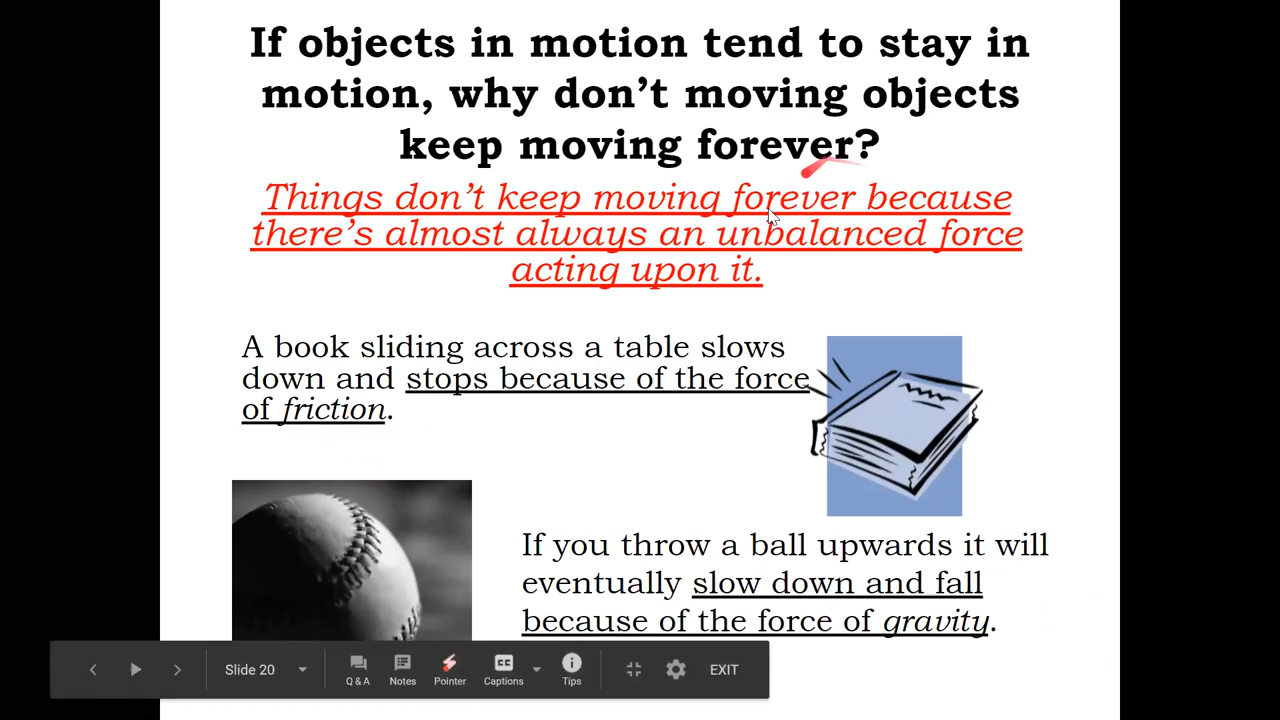 If objects in motion tend to stay in
motion, why don’t moving objects
keep moving forever?
Things don’t keep moving forever because
there’s almost always an unbalanced force
acting upon it.
A book sliding across a table slows
down and stops because of the force
of friction.
If you throw a ball upwards it will
eventually slow down and fall
because of the force of gravity.
Slide 20
Q & A
Notes
Pointer
CC
Captions
Tips
EXIT